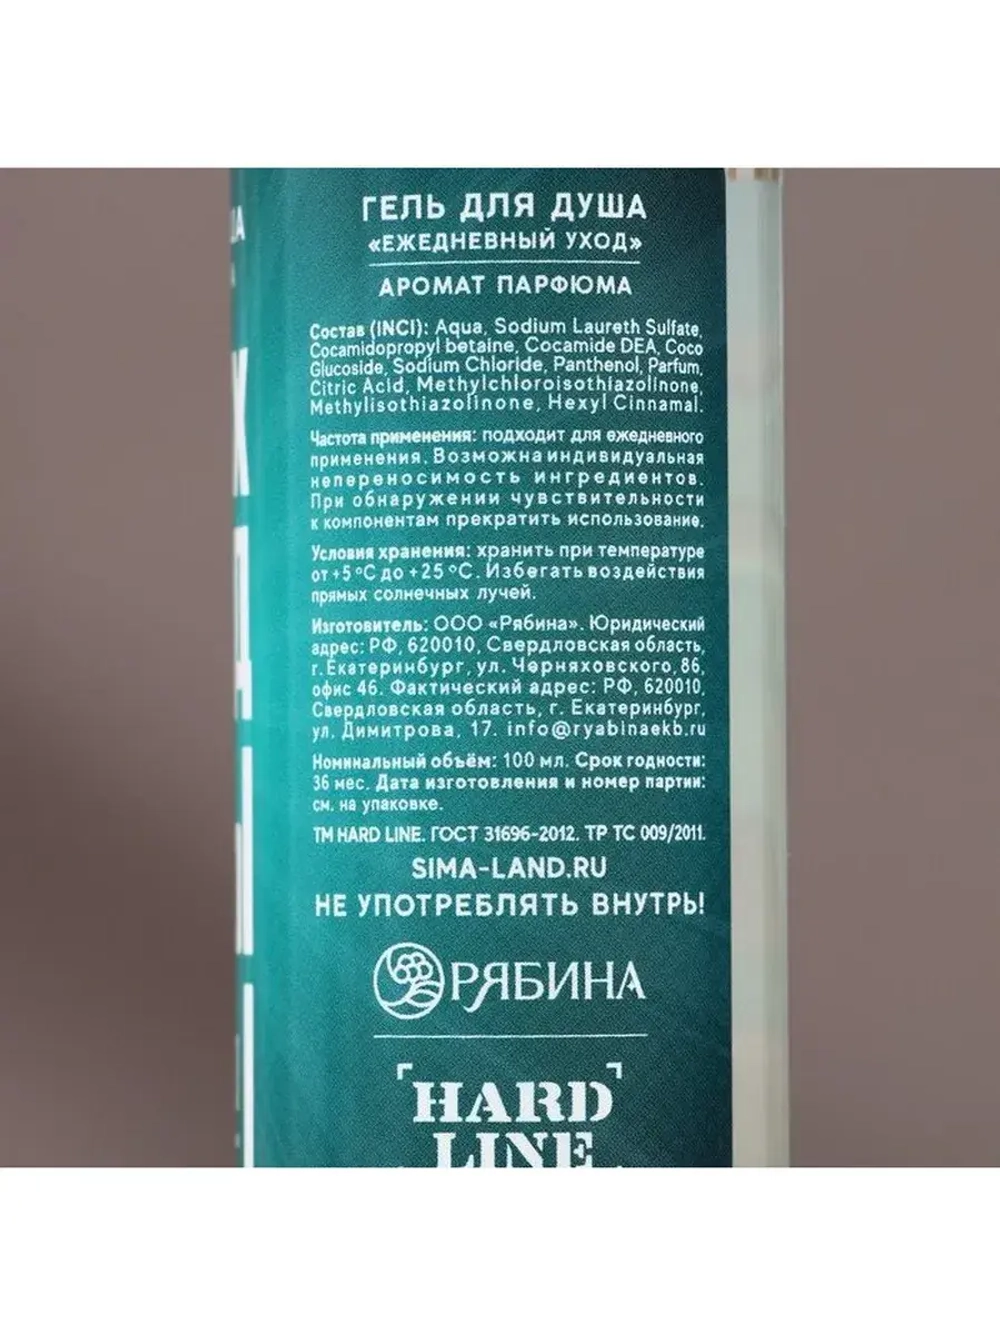 ГЕЛЬ ДЛЯ ДУША
«ЕЖЕДНЕВНЫЙ УХОД»
АРОМАТ ПАРФЮМА
Состав (INCI): Aqua, Sodium Laureth Sulfate,
Cocamidopropyl betaine, Cocamide DEA, Coco
Glucoside, Sodium Chloride, Panthenol, Parfum,
Citric Acid, Methylchloroisothiazolinone,
Methylisothiazolinone, Hexyl Cinnamal.
Частота применения: подходит для ежедневного
применения. Возможна индивидуальная
непереносимость ингредиентов.
При обнаружении чувствительности
к компонентам прекратить использование.
Условия хранения: хранить при температуре
от +5 °С до +25 °С. Избегать воздействия
прямых солнечных лучей.
Изготовитель: ООО «Рябина». Юридический
адрес: РФ, 620010, Свердловская область,
г. Екатеринбург, ул. Черняховского, 86,
офис 46. Фактический адрес: РФ, 620010,
Свердловская область, г. Екатеринбург,
ул. Димитрова, 17. info@ryabinaekb.ru
Номинальный объём: 100 мл. Срок годности:
36 мес. Дата изготовления и номер партии:
см. на упаковке.
ТМ HARD LINE. ГОСТ 31696-2012. ТР ТС 009/2011.
SIMA-LAND.RU
НЕ УПОТРЕБЛЯТЬ ВНУТРЬ!
РЯБИНА
HARD
LINE